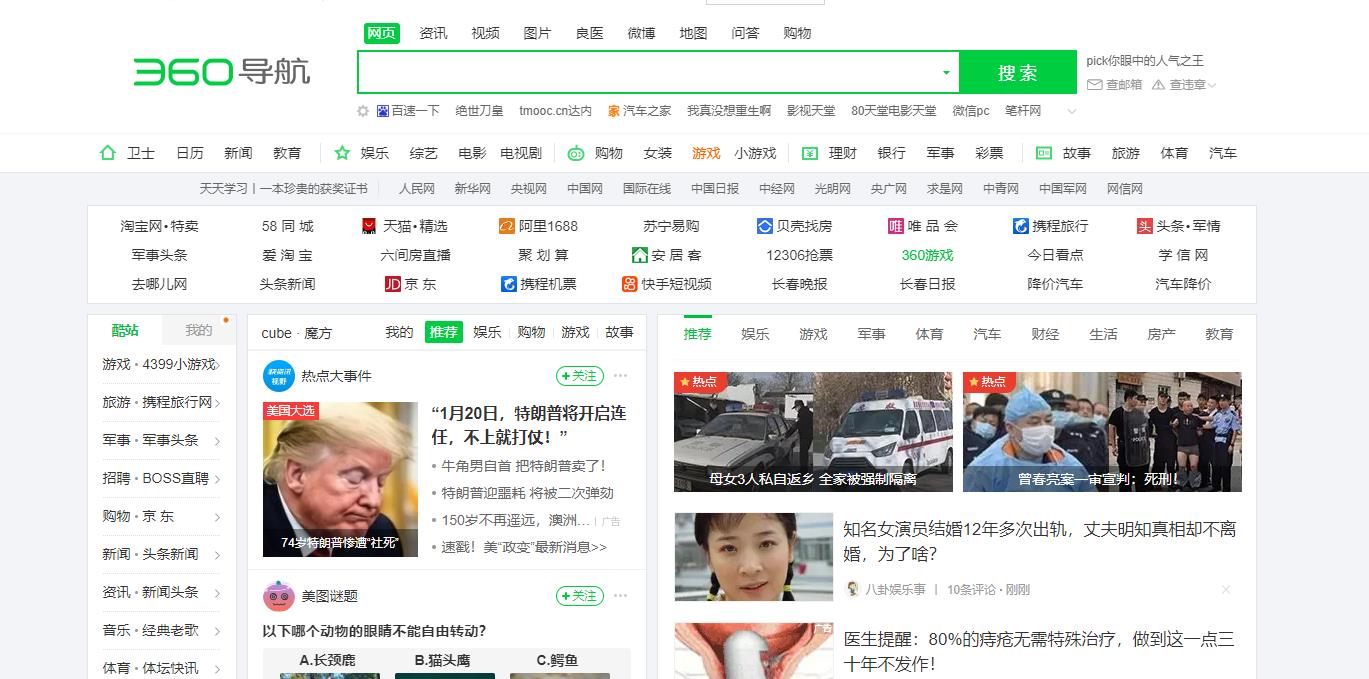 网页 资讯 视频 图片 良医 微博 地图 问答 购物
360导航
搜索
pick你眼中的人气之王
查邮箱 查违章
百速一下 绝世刀皇 tmooc.cn达内 家 汽车之家 我真没想重生啊 影视天堂 80天堂电影天堂 微信pc 笔杆网
卫士 日历 新闻 教育 娱乐 综艺 电影 电视剧 购物 女装 游戏 小游戏 理财 银行 军事 彩票 故事 旅游 体育 汽车
天天学习丨一本珍贵的获奖证书 人民网 新华网 央视网 中国网 国际在线 中国日报 中经网 光明网 央广网 求是网 中青网 中国军网 网信网
淘宝网•特卖 58 同 城 天猫•精选 阿里1688 苏宁易购 贝壳找房 唯 唯 品 会 携程旅行 头 头条•军情
军事头条 爱 淘 宝 六间房直播 聚 划 算 安 居 客 12306抢票 360游戏 今日看点 学 信 网
去哪儿网 头条新闻 JD 京 东 携程机票 快手短视频 长春晚报 长春日报 降价汽车 汽车降价
酷站 我的
游戏 • 4399小游戏
旅游 • 携程旅行网
军事 • 军事头条
招聘 • BOSS直聘
购物 • 京 东
新闻 • 头条新闻
资讯 • 新闻头条
音乐 • 经典老歌
体育 • 体坛快讯
cube · 魔方 我的 推荐 娱乐 购物 游戏 故事
热点大事件 +关注
美国大选
74岁特朗普惨遭“社死”
“1月20日，特朗普将开启连
任，不上就打仗！”
• 牛角男自首 把特朗普卖了！
• 特朗普迎噩耗 将被二次弹劾
• 150岁不再遥远，澳洲... 广告
• 速戳！美“政变”最新消息>>
美图谜题 +关注
以下哪个动物的眼睛不能自由转动？
A.长颈鹿 B.猫头鹰 C.鳄鱼
推荐 娱乐 游戏 军事 体育 汽车 财经 生活 房产 教育
热点
母女3人私自返乡 全家被强制隔离
热点
曾春亮案一审宣判：死刑！
知名女演员结婚12年多次出轨，丈夫明知真相却不离
婚，为了啥？
八卦娱乐事 | 10条评论 • 刚刚
广告
医生提醒：80%的痔疮无需特殊治疗，做到这一点三
十年不发作！